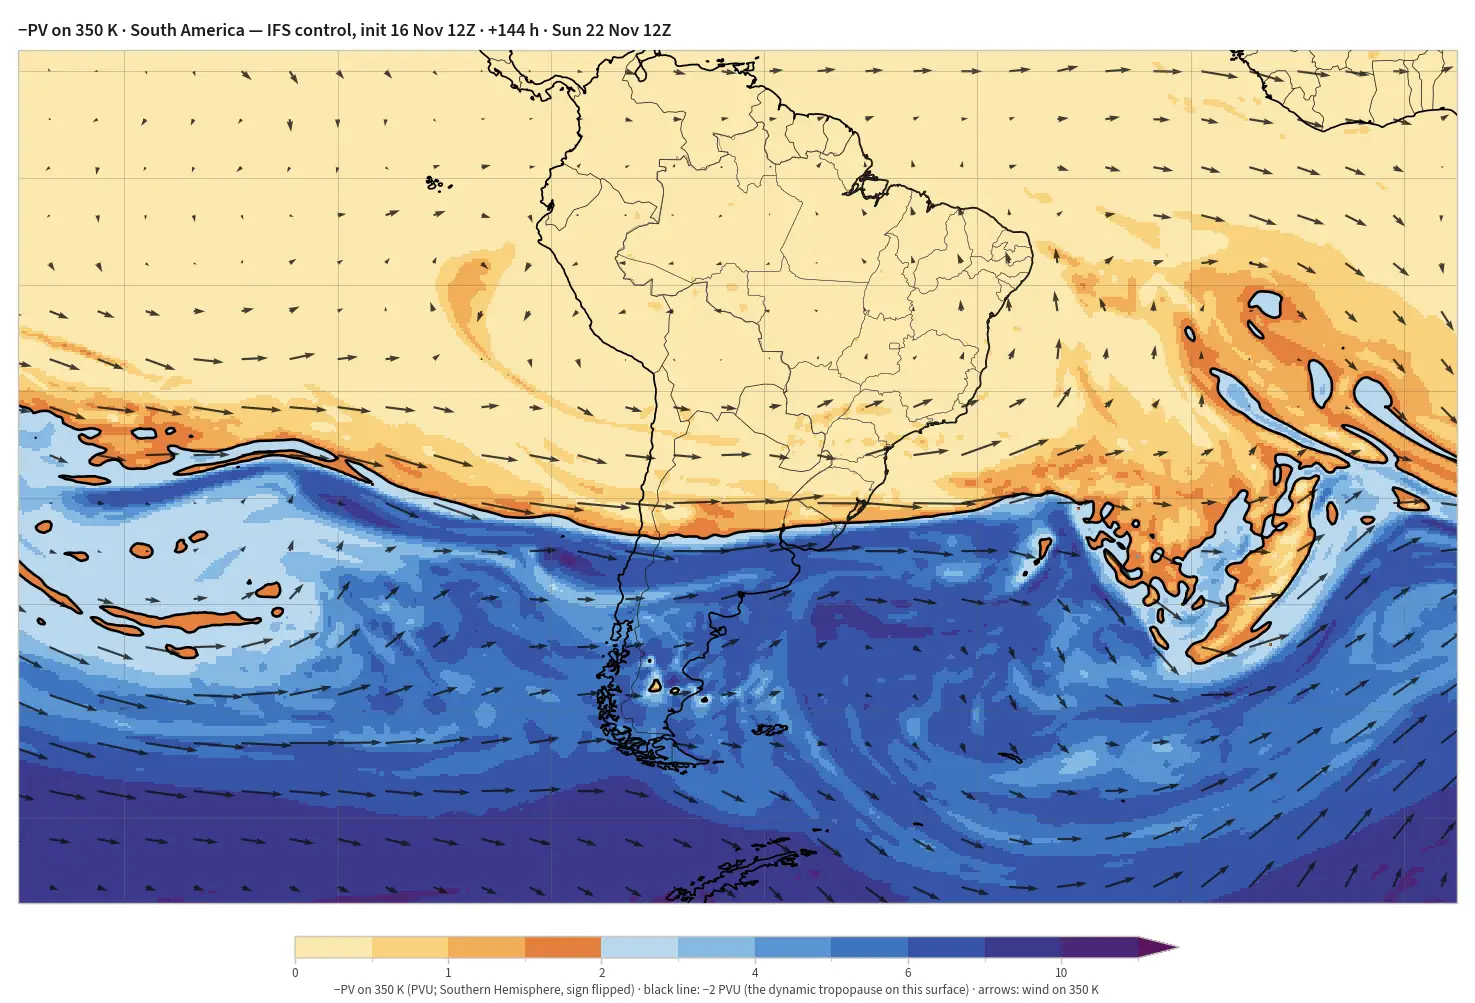 −PV on 350 K · South America — IFS control, init 16 Nov 12Z · +144 h · Sun 22 Nov 12Z
0 1 2 4 6 10
−PV on 350 K (PVU; Southern Hemisphere, sign flipped) · black line: −2 PVU (the dynamic tropopause on this surface) · arrows: wind on 350 K